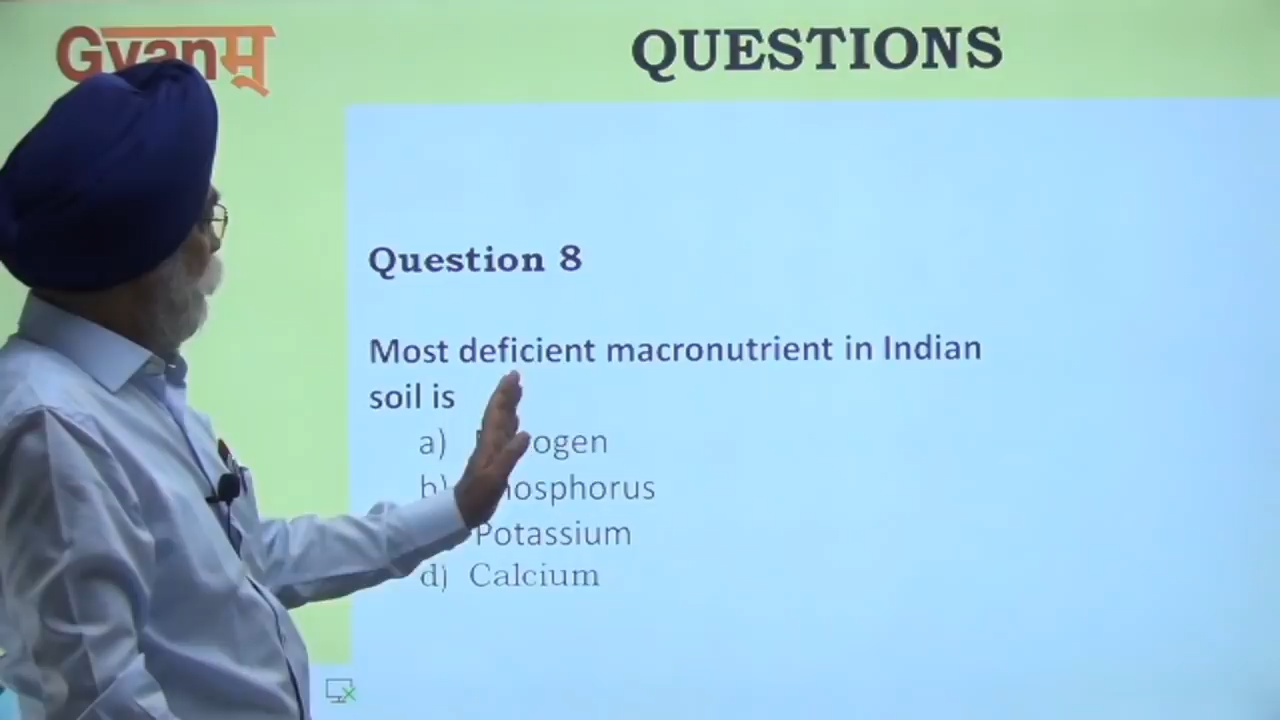 Gyanम्
QUESTIONS
Question 8
Most deficient macronutrient in Indian
soil is
a)
b)
Potassium
d) Calcium